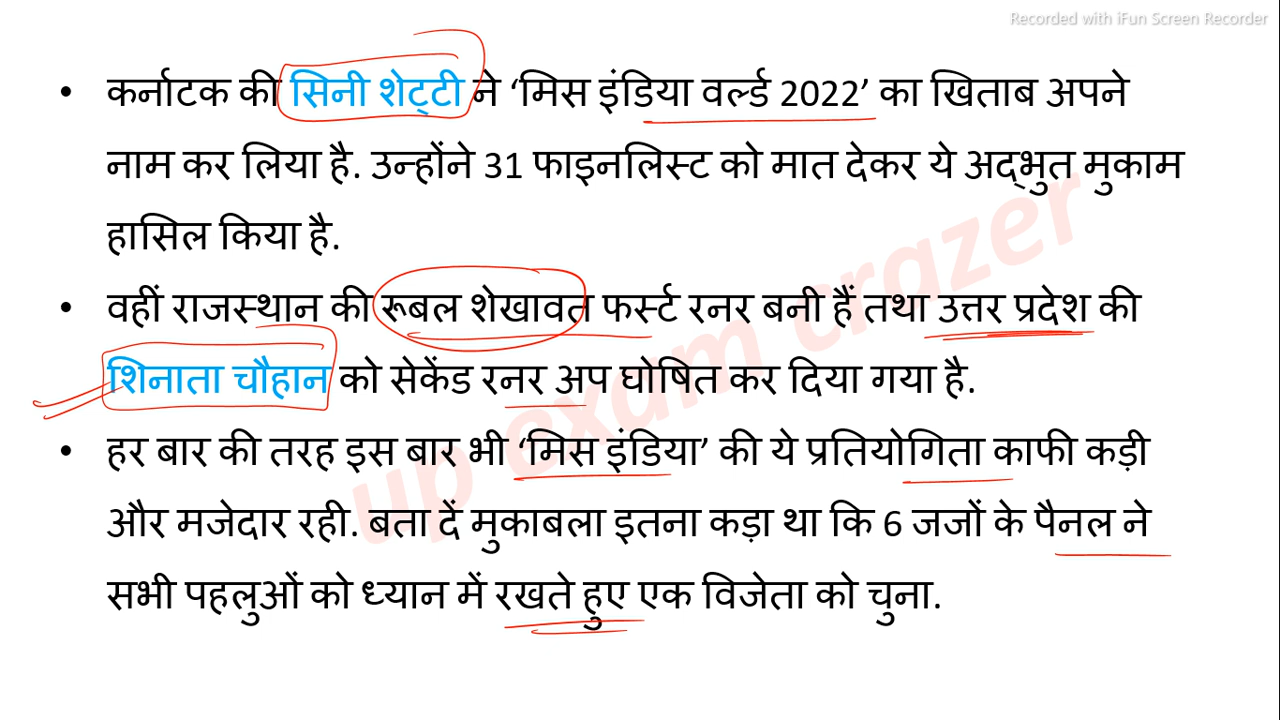 Recorded with iFun Screen Recorder
• कर्नाटक की सिनी शेट्टी ने ‘मिस इंडिया वर्ल्ड 2022’ का खिताब अपने
नाम कर लिया है. उन्होंने 31 फाइनलिस्ट को मात देकर ये अद्भुत मुकाम
हासिल किया है.
• वहीं राजस्थान की रूबल शेखावत फर्स्ट रनर बनी हैं तथा उत्तर प्रदेश की
शिनाता चौहान को सेकेंड रनर अप घोषित कर दिया गया है.
• हर बार की तरह इस बार भी ‘मिस इंडिया’ की ये प्रतियोगिता काफी कड़ी
और मजेदार रही. बता दें मुकाबला इतना कड़ा था कि 6 जजों के पैनल ने
सभी पहलुओं को ध्यान में रखते हुए एक विजेता को चुना.
up exam crazer